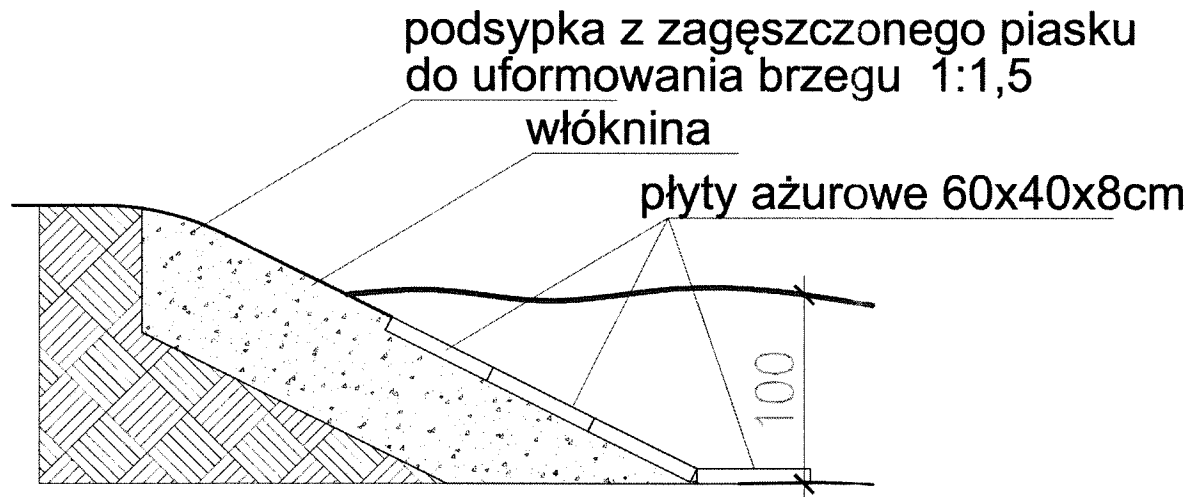 podsypka z zagęszczonego piasku
do uformowania brzegu 1:1,5
włóknina
płyty ażurowe 60x40x8cm
100